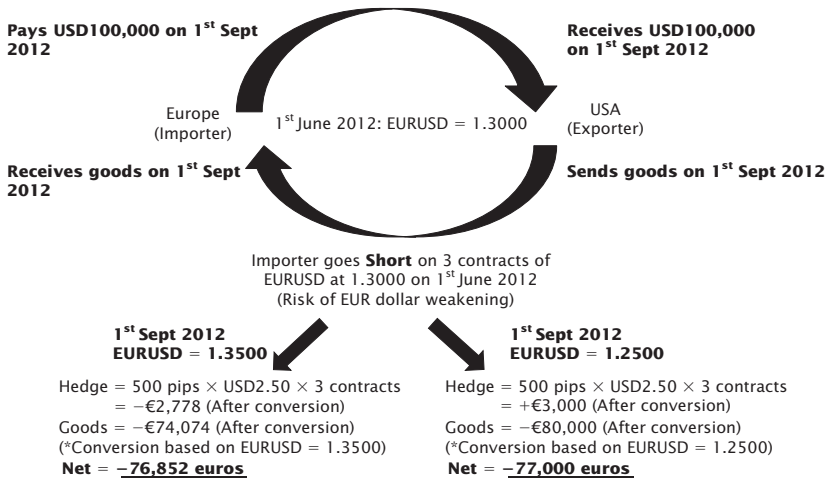 Pays USD100,000 on 1st Sept
2012
Receives USD100,000
on 1st Sept 2012
Europe
(Importer)
1st June 2012: EURUSD = 1.3000
USA
(Exporter)
Receives goods on 1st Sept
2012
Sends goods on 1st Sept 2012
Importer goes Short on 3 contracts of
EURUSD at 1.3000 on 1st June 2012
(Risk of EUR dollar weakening)
1st Sept 2012
EURUSD = 1.3500
Hedge = 500 pips × USD2.50 × 3 contracts
= −€2,778 (After conversion)
Goods = −€74,074 (After conversion)
(*Conversion based on EURUSD = 1.3500)
Net = −76,852 euros
1st Sept 2012
EURUSD = 1.2500
Hedge = 500 pips × USD2.50 × 3 contracts
= +€3,000 (After conversion)
Goods = −€80,000 (After conversion)
(*Conversion based on EURUSD = 1.2500)
Net = −77,000 euros